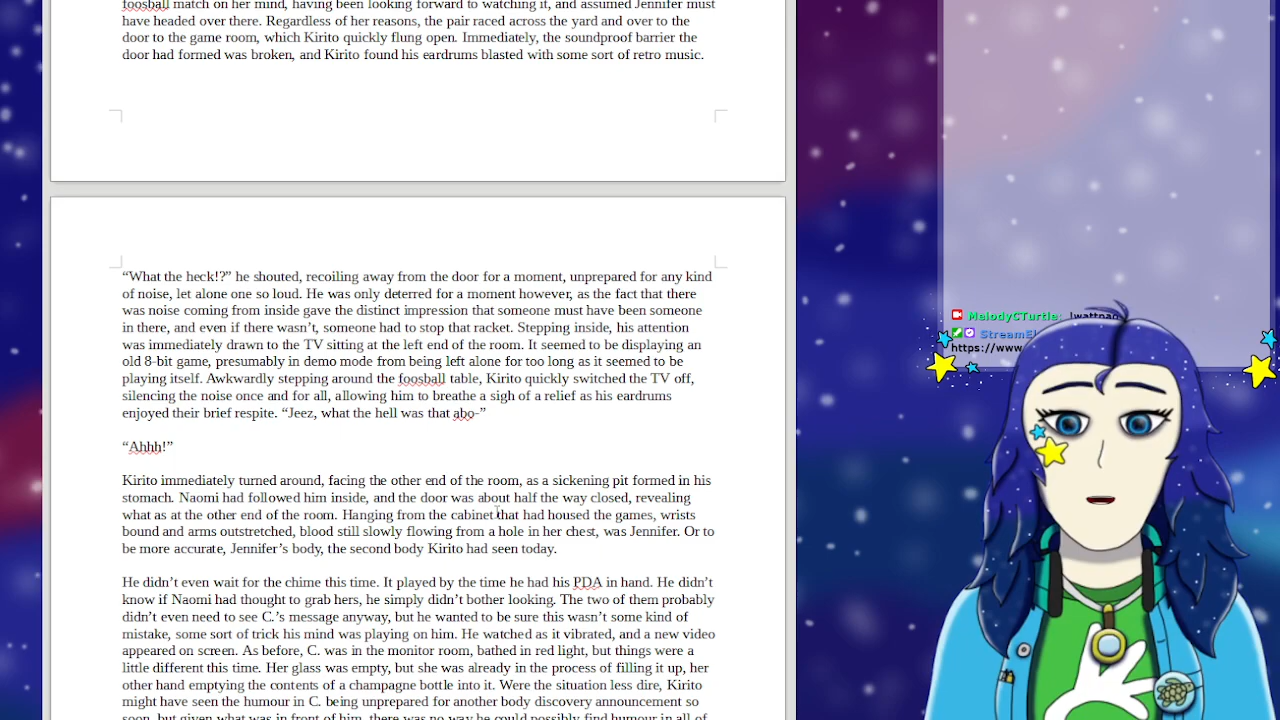 foosball match on her mind, having been looking forward to watching it, and assumed Jennifer must
have headed over there. Regardless of her reasons, the pair raced across the yard and over to the
door to the game room, which Kirito quickly flung open. Immediately, the soundproof barrier the
door had formed was broken, and Kirito found his eardrums blasted with some sort of retro music.
“What the heck!?” he shouted, recoiling away from the door for a moment, unprepared for any kind
of noise, let alone one so loud. He was only deterred for a moment however, as the fact that there
was noise coming from inside gave the distinct impression that someone must have been someone
in there, and even if there wasn’t, someone had to stop that racket. Stepping inside, his attention
was immediately drawn to the TV sitting at the left end of the room. It seemed to be displaying an
old 8-bit game, presumably in demo mode from being left alone for too long as it seemed to be
playing itself. Awkwardly stepping around the foosball table, Kirito quickly switched the TV off,
silencing the noise once and for all, allowing him to breathe a sigh of a relief as his eardrums
enjoyed their brief respite. “Jeez, what the hell was that abo-”
“Ahhh!”
Kirito immediately turned around, facing the other end of the room, as a sickening pit formed in his
stomach. Naomi had followed him inside, and the door was about half the way closed, revealing
what as at the other end of the room. Hanging from the cabinet that had housed the games, wrists
bound and arms outstretched, blood still slowly flowing from a hole in her chest, was Jennifer. Or to
be more accurate, Jennifer’s body, the second body Kirito had seen today.
He didn’t even wait for the chime this time. It played by the time he had his PDA in hand. He didn’t
know if Naomi had thought to grab hers, he simply didn’t bother looking. The two of them probably
didn’t even need to see C.’s message anyway, but he wanted to be sure this wasn’t some kind of
mistake, some sort of trick his mind was playing on him. He watched as it vibrated, and a new video
appeared on screen. As before, C. was in the monitor room, bathed in red light, but things were a
little different this time. Her glass was empty, but she was already in the process of filling it up, her
other hand emptying the contents of a champagne bottle into it. Were the situation less dire, Kirito
might have seen the humour in C. being unprepared for another body discovery announcement so
soon, but given what was in front of him, there was no way he could possibly find humour in all of
MelodyCTurtle: !wattpad
StreamEl
https://www